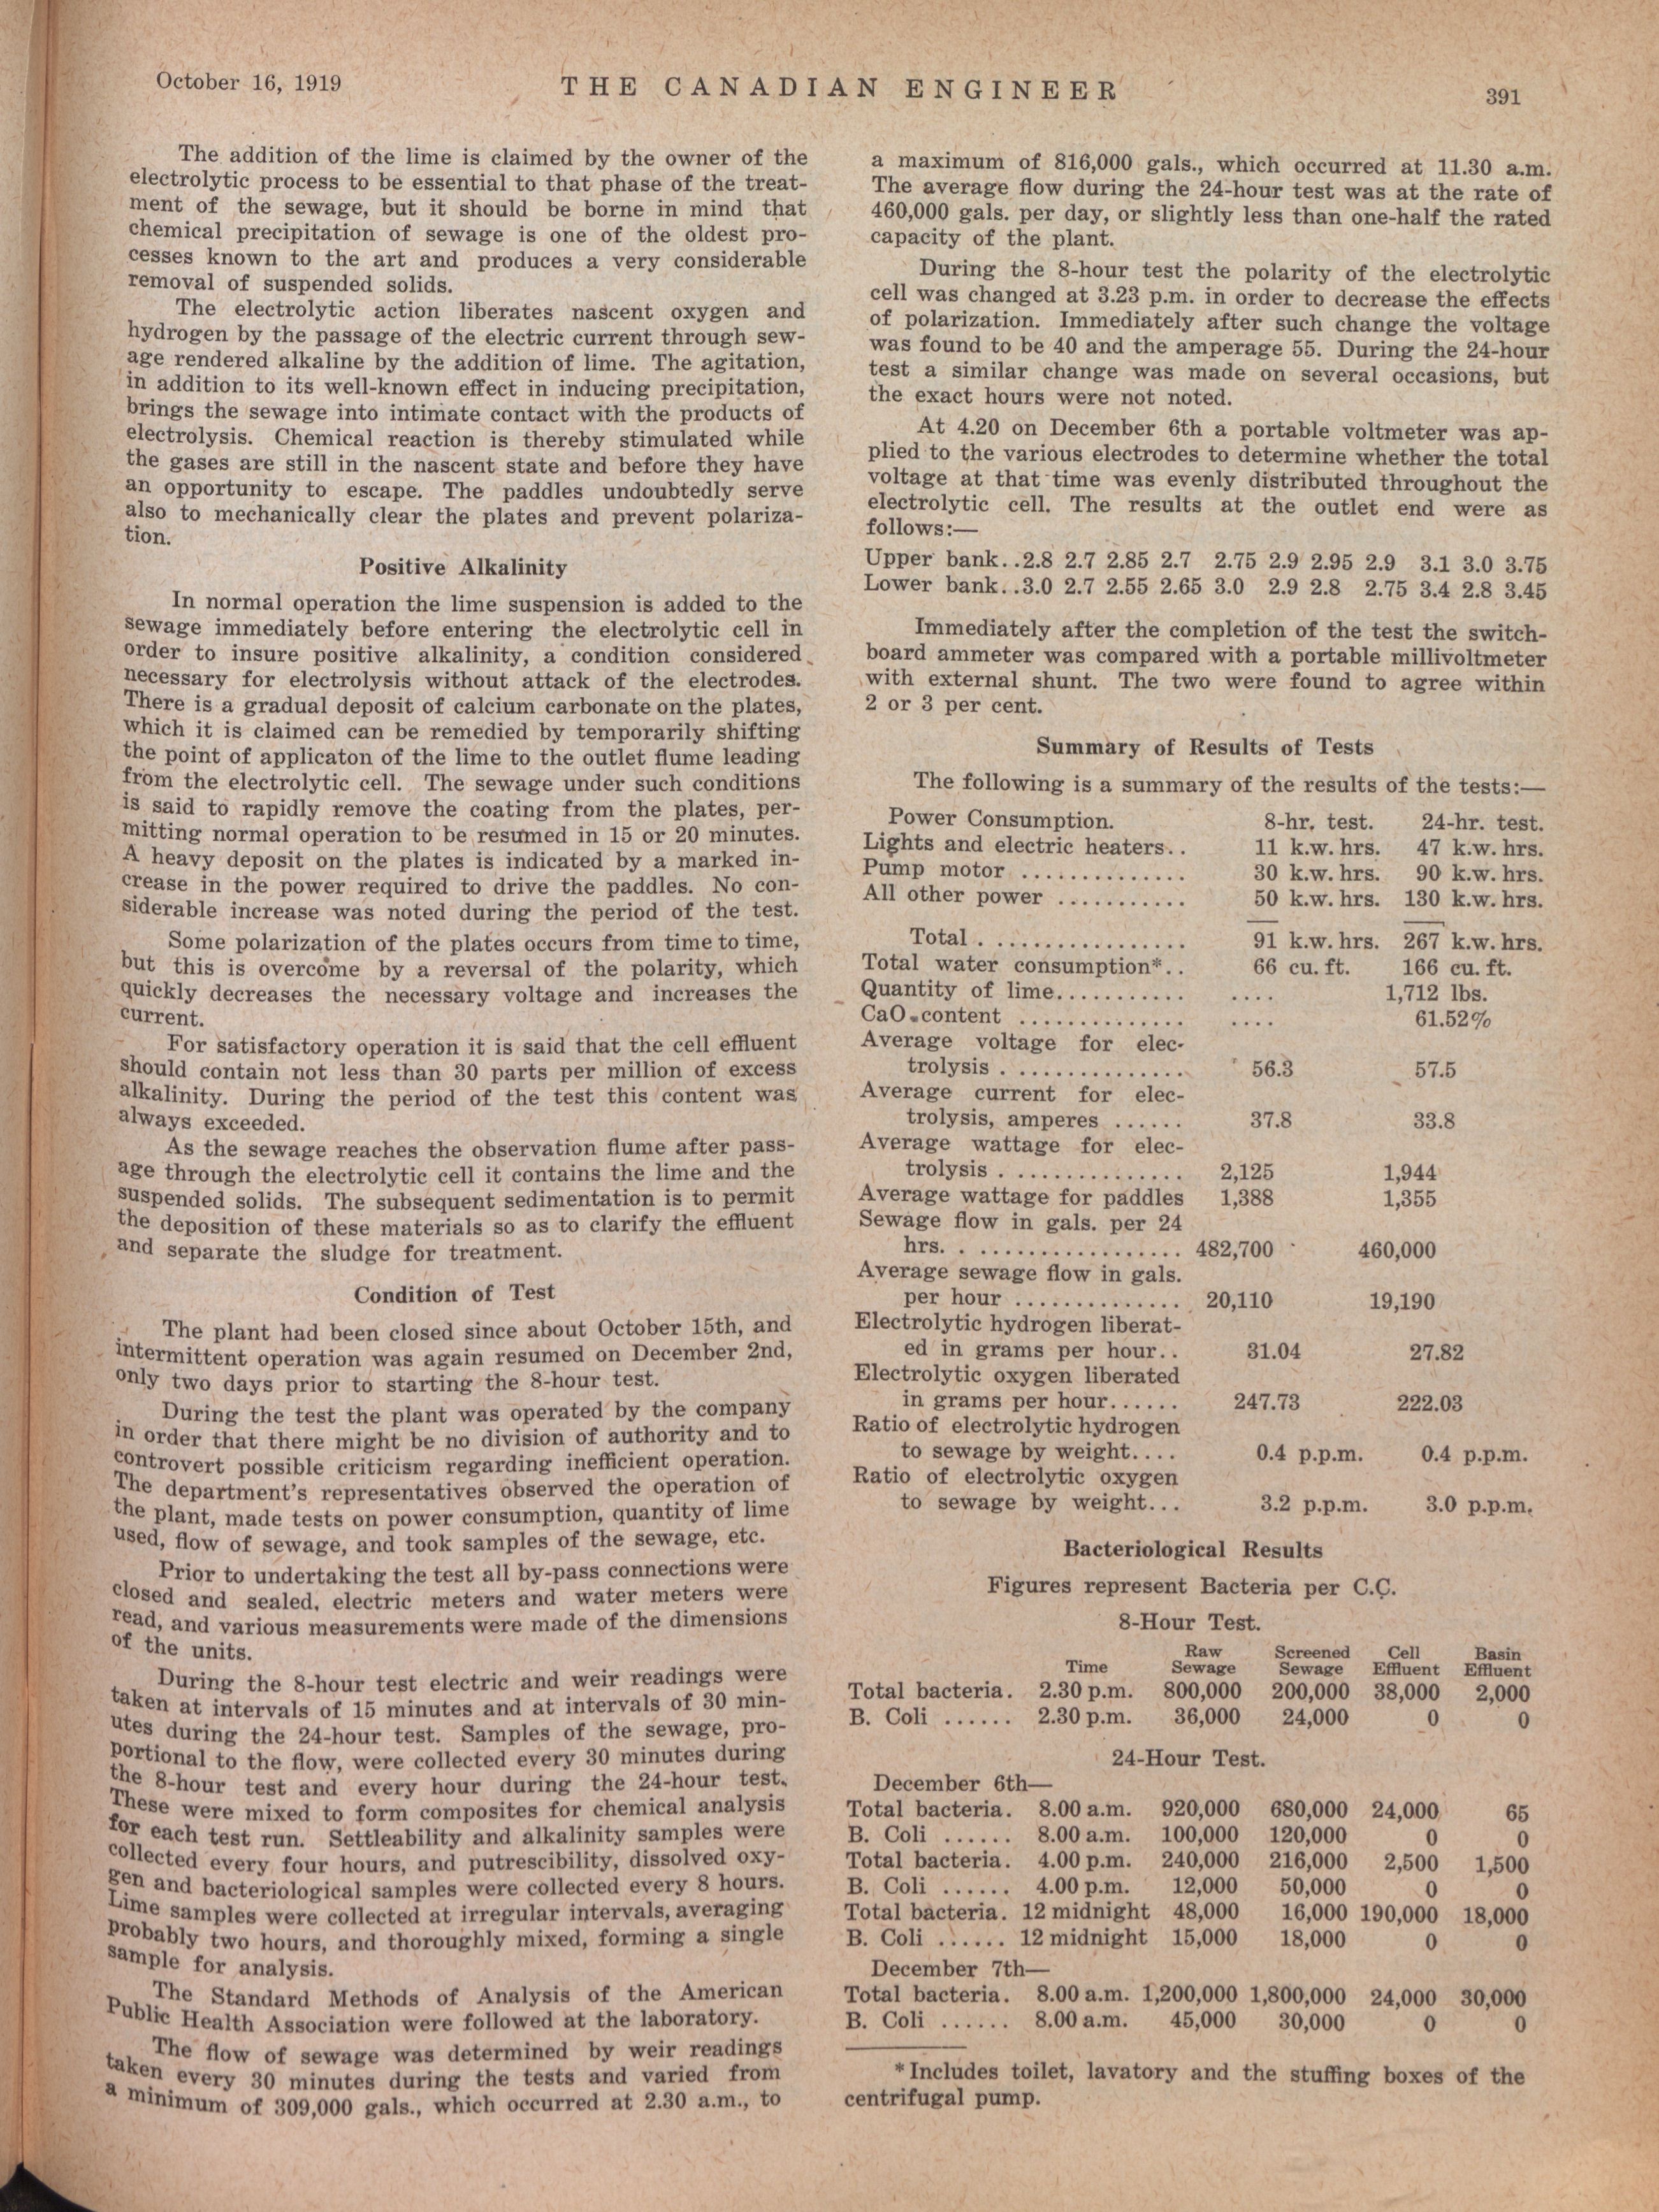 October 16, 1919
THE CANADIAN ENGINEER
391
The addition of the lime is claimed by the owner of the
electrolytic process to be essential to that phase of the treat-
ment of the sewage, but it should be borne in mind that
chemical precipitation of sewage is one of the oldest pro-
cesses known to the art and produces a very considerable
removal of suspended solids.
The electrolytic action liberates nascent oxygen and
hydrogen by the passage of the electric current through sew-
age rendered alkaline by the addition of lime. The agitation,
in addition to its well-known effect in inducing precipitation,
brings the sewage into intimate contact with the products of
electrolysis. Chemical reaction is thereby stimulated while
the gases are still in the nascent state and before they have
an opportunity to escape. The paddles undoubtedly serve
also to mechanically clear the plates and prevent polariza-
tion.
Positive Alkalinity
In normal operation the lime suspension is added to the
sewage immediately before entering the electrolytic cell in
order to insure positive alkalinity, a condition considered
necessary for electrolysis without attack of the electrodes.
There is a gradual deposit of calcium carbonate on the plates,
which it is claimed can be remedied by temporarily shifting
the point of applicaton of the lime to the outlet flume leading
from the electrolytic cell. The sewage under such conditions
is said to rapidly remove the coating from the plates, per-
mitting normal operation to be resumed in 15 or 20 minutes.
A heavy deposit on the plates is indicated by a marked in-
crease in the power required to drive the paddles. No con-
siderable increase was noted during the period of the test.
Some polarization of the plates occurs from time to time,
but this is overcome by a reversal of the polarity, which
quickly decreases the necessary voltage and increases the
current.
For satisfactory operation it is said that the cell effluent
should contain not less than 30 parts per million of excess
alkalinity. During the period of the test this content was
always exceeded.
As the sewage reaches the observation flume after pass-
age through the electrolytic cell it contains the lime and the
suspended solids. The subsequent sedimentation is to permit
the deposition of these materials so as to clarify the effluent
and separate the sludge for treatment.
Condition of Test
The plant had been closed since about October 15th, and
intermittent operation was again resumed on December 2nd,
only two days prior to starting the 8-hour test.
During the test the plant was operated by the company
in order that there might be no division of authority and to
controvert possible criticism regarding inefficient operation.
The department's representatives observed the operation of
the plant, made tests on power consumption, quantity of lime
used, flow of sewage, and took samples of the sewage, etc.
Prior to undertaking the test all by-pass connections were
closed and sealed, electric meters and water meters were
read, and various measurements were made of the dimensions
of the units.
During the 8-hour test electric and weir readings were
taken at intervals of 15 minutes and at intervals of 30 min-
utes during the 24-hour test. Samples of the sewage, pro-
portional to the flow, were collected every 30 minutes during
the 8-hour test and every hour during the 24-hour test.
These were mixed to form composites for chemical analysis
for each test run. Settleability and alkalinity samples were
collected every four hours, and putrescibility, dissolved oxy-
gen and bacteriological samples were collected every 8 hours.
Lime samples were collected at irregular intervals, averaging
probably two hours, and thoroughly mixed, forming a single
sample for analysis.
The Standard Methods of Analysis of the American
Public Health Association were followed at the laboratory.
The flow of sewage was determined by weir readings
taken every 30 minutes during the tests and varied from
a minimum of 309,000 gals., which occurred at 2.30 a.m., to
a maximum of 816,000 gals., which occurred at 11.30 a.m.
The average flow during the 24-hour test was at the rate of
460,000 gals. per day, or slightly less than one-half the rated
capacity of the plant.
During the 8-hour test the polarity of the electrolytic
cell was changed at 3.23 p.m. in order to decrease the effects
of polarization. Immediately after such change the voltage
was found to be 40 and the amperage 55. During the 24-hour
test a similar change was made on several occasions, but
the exact hours were not noted.
At 4.20 on December 6th a portable voltmeter was ap-
plied to the various electrodes to determine whether the total
voltage at that time was evenly distributed throughout the
electrolytic cell. The results at the outlet end were as
follows:—
Upper bank..2.8 2.7 2.85 2.7 2.75 2.9 2.95 2.9 3.1 3.0 3.75
Lower bank..3.0 2.7 2.55 2.65 3.0 2.9 2.8 2.75 3.4 2.8 3.45
Immediately after the completion of the test the switch-
board ammeter was compared with a portable millivoltmeter
with external shunt. The two were found to agree within
2 or 3 per cent.
Summary of Results of Tests
The following is a summary of the results of the tests:—
Power Consumption. 8-hr. test. 24-hr. test.
Lights and electric heaters.. 11 k.w. hrs. 47 k.w. hrs.
Pump motor .............. 30 k.w. hrs. 90 k.w. hrs.
All other power ........... 50 k.w. hrs. 130 k.w. hrs.
Total . ................. 91 k.w. hrs. 267 k.w. hrs.
Total water consumption*.. 66 cu. ft. 166 cu. ft.
Quantity of lime........... .... 1,712 lbs.
CaO content .............. .... 61.52%
Average voltage for elec-
trolysis . .............. 56.3 57.5
Average current for elec-
trolysis, amperes ...... 37.8 33.8
Average wattage for elec-
trolysis . .............. 2,125 1,944
Average wattage for paddles 1,388 1,355
Sewage flow in gals. per 24
hrs. . .................. 482,700 460,000
Average sewage flow in gals.
per hour .............. 20,110 19,190
Electrolytic hydrogen liberat-
ed in grams per hour.. 31.04 27.82
Electrolytic oxygen liberated
in grams per hour...... 247.73 222.03
Ratio of electrolytic hydrogen
to sewage by weight.... 0.4 p.p.m. 0.4 p.p.m.
Ratio of electrolytic oxygen
to sewage by weight... 3.2 p.p.m. 3.0 p.p.m.
Bacteriological Results
Figures represent Bacteria per C.C.
8-Hour Test.
Raw Screened Cell Basin
Time Sewage Sewage Effluent Effluent
Total bacteria. 2.30 p.m. 800,000 200,000 38,000 2,000
B. Coli ...... 2.30 p.m. 36,000 24,000 0 0
24-Hour Test.
December 6th—
Total bacteria. 8.00 a.m. 920,000 680,000 24,000 65
B. Coli ...... 8.00 a.m. 100,000 120,000 0 0
Total bacteria. 4.00 p.m. 240,000 216,000 2,500 1,500
B. Coli ...... 4.00 p.m. 12,000 50,000 0 0
Total bacteria. 12 midnight 48,000 16,000 190,000 18,000
B. Coli ...... 12 midnight 15,000 18,000 0 0
December 7th—
Total bacteria. 8.00 a.m. 1,200,000 1,800,000 24,000 30,000
B. Coli ...... 8.00 a.m. 45,000 30,000 0 0
*Includes toilet, lavatory and the stuffing boxes of the
centrifugal pump.